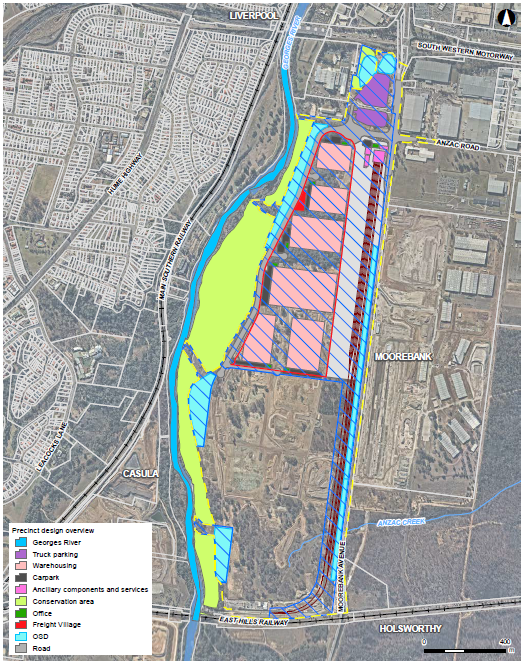 LIVERPOOL
GEORGES RIVER
SOUTH WESTERN MOTORWAY
ANZAC ROAD
HUME HIGHWAY
MAIN SOUTHERN RAILWAY
MOOREBANK
LEACOCKS LANE
CASULA
ANZAC CREEK
MOOREBANK AVENUE
EAST HILLS RAILWAY
HOLSWORTHY
Precinct design overview
Georges River
Truck parking
Warehousing
Carpark
Ancillary components and services
Conservation area
Office
Freight Village
OSD
Road
0 400
m